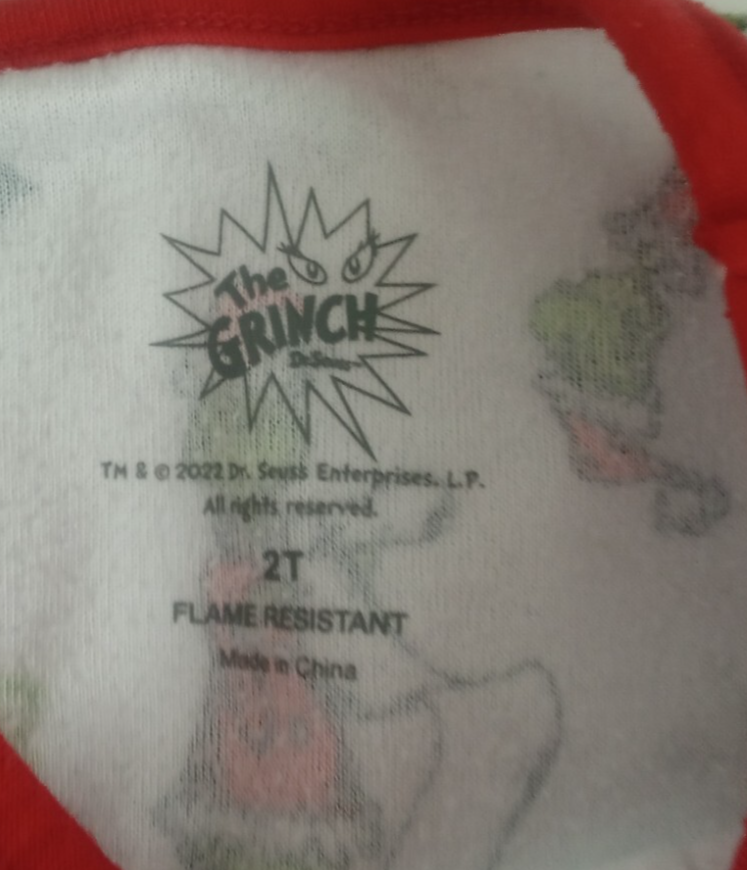 The
GRINCH
Dr. Seuss
TM & © 2022 Dr. Seuss Enterprises. L.P.
All rights reserved.
2T
FLAME RESISTANT
Made in China